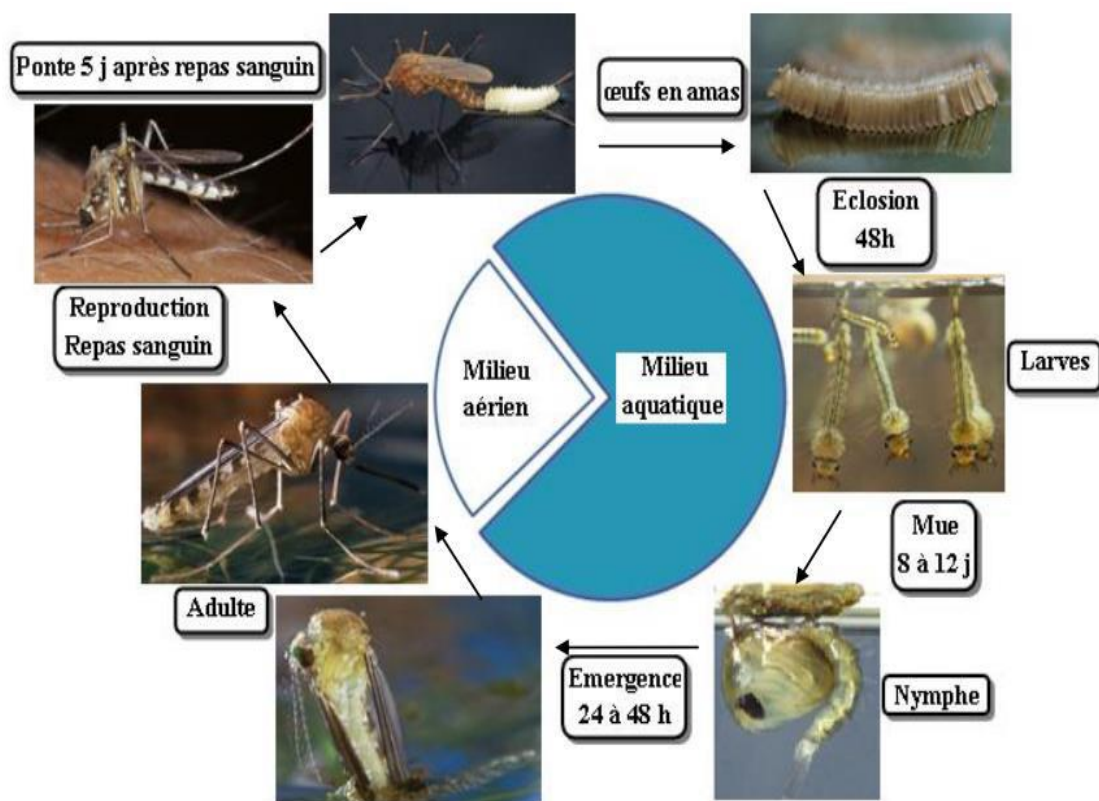 Ponte 5 j après repas sanguin
œufs en amas
Eclosion
48h
Larves
Mue
8 à 12 j
Nymphe
Emergence
24 à 48 h
Adulte
Reproduction
Repas sanguin
Milieu
aérien
Milieu
aquatique